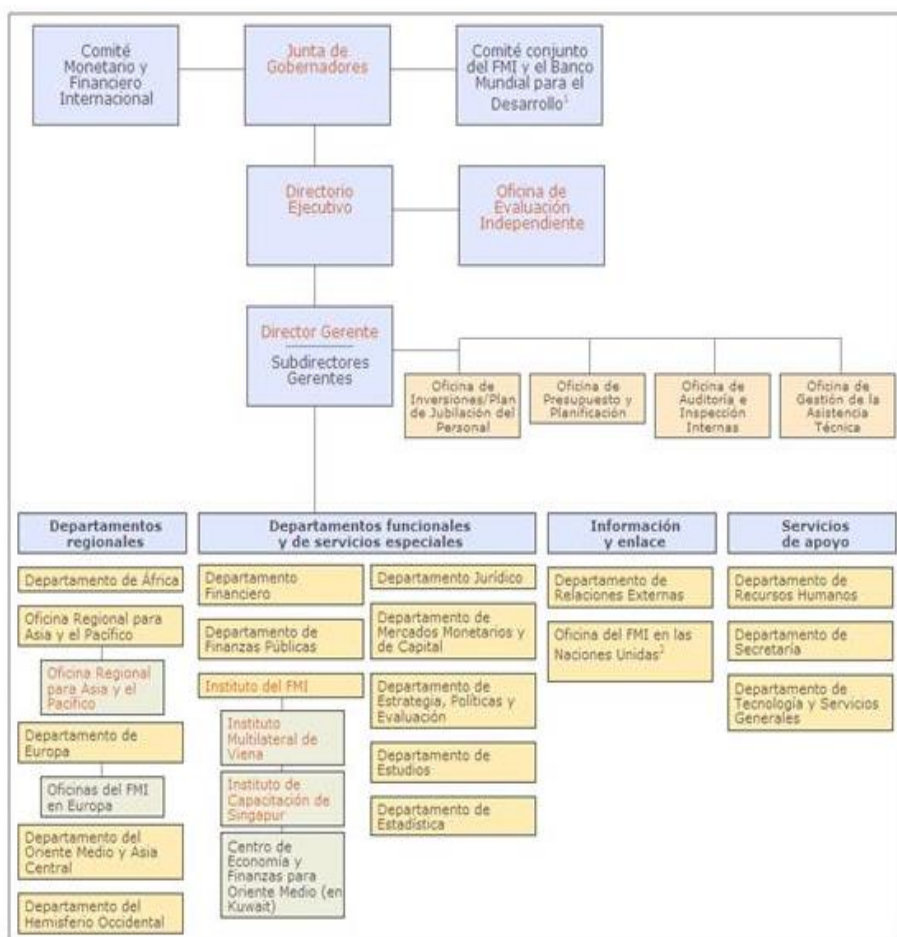 Comité
Monetario y
Financiero
Internacional
Junta de
Gobernadores
Comité conjunto
del FMI y el Banco
Mundial para el
Desarrollo¹
Directorio
Ejecutivo
Oficina de
Evaluación
Independiente
Director Gerente
Subdirectores
Gerentes
Oficina de
Inversiones/Plan
de Jubilación del
Personal
Oficina de
Presupuesto y
Planificación
Oficina de
Auditoría e
Inspección
Internas
Oficina de
Gestión de la
Asistencia
Técnica
Departamentos
regionales
Departamento de África
Oficina Regional para
Asia y el Pacífico
Oficina Regional
para Asia y el
Pacífico
Departamento de
Europa
Oficinas del FMI
en Europa
Departamento del
Oriente Medio y Asia
Central
Departamento del
Hemisferio Occidental
Departamentos funcionales
y de servicios especiales
Departamento
Financiero
Departamento de
Finanzas Públicas
Instituto del FMI
Instituto
Multilateral de
Viena
Instituto de
Capacitación de
Singapur
Centro de
Economía y
Finanzas para
Oriente Medio (en
Kuwait)
Departamento Jurídico
Departamento de
Mercados Monetarios y
de Capital
Departamento de
Estrategia, Políticas y
Evaluación
Departamento de
Estudios
Departamento de
Estadística
Información
y enlace
Departamento de
Relaciones Externas
Oficina del FMI en las
Naciones Unidas²
Servicios
de apoyo
Departamento de
Recursos Humanos
Departamento de
Secretaría
Departamento de
Tecnología y Servicios
Generales